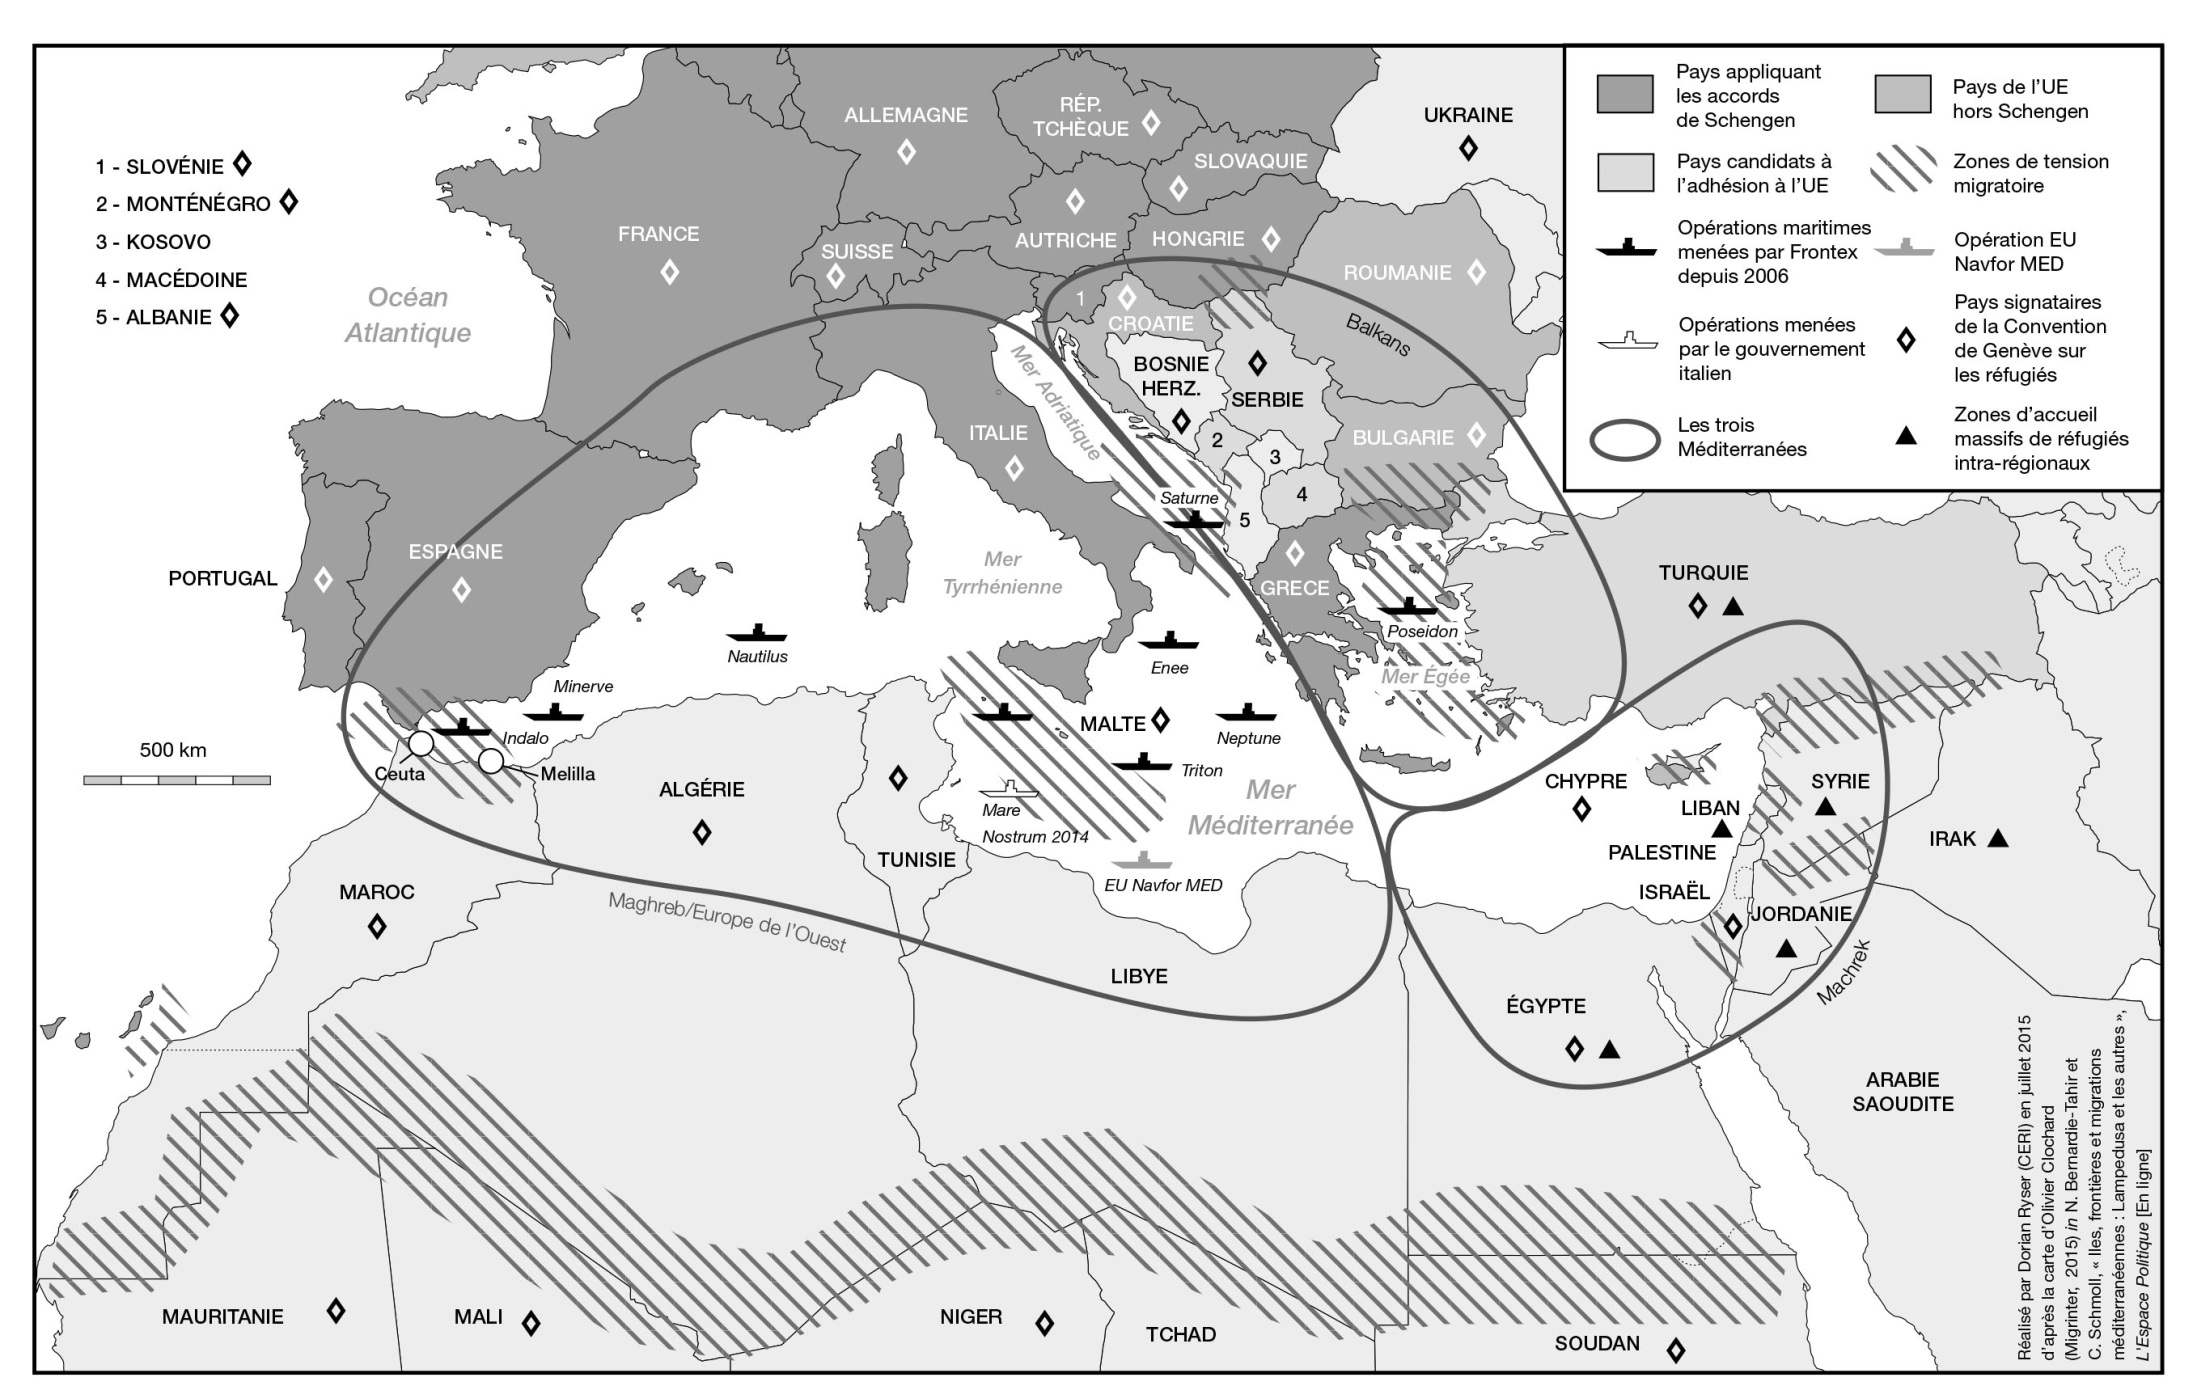 1 - SLOVÉNIE
2 - MONTÉNÉGRO
3 - KOSOVO
4 - MACÉDOINE
5 - ALBANIE
Océan
Atlantique
500 km
ALLEMAGNE
RÉP.
TCHÈQUE
SLOVAQUIE
UKRAINE
FRANCE
SUISSE
AUTRICHE
HONGRIE
ROUMANIE
1
CROATIE
Balkans
BOSNIE
HERZ.
SERBIE
2
3
4
5
BULGARIE
Mer Adriatique
ITALIE
Saturne
ESPAGNE
PORTUGAL
Mer
Tyrrhénienne
GRECE
TURQUIE
Poseidon
Mer Égée
Nautilus
Enee
Minerve
Indalo
Ceuta
Melilla
MALTE
Neptune
Triton
Mare
Nostrum 2014
EU Navfor MED
Mer
Méditerranée
CHYPRE
SYRIE
LIBAN
IRAK
PALESTINE
ISRAËL
JORDANIE
Machrek
ALGÉRIE
TUNISIE
MAROC
Maghreb/Europe de l'Ouest
LIBYE
ÉGYPTE
ARABIE
SAOUDITE
MAURITANIE
MALI
NIGER
TCHAD
SOUDAN
Pays appliquant
les accords
de Schengen
Pays de l'UE
hors Schengen
Pays candidats à
l'adhésion à l'UE
Zones de tension
migratoire
Opérations maritimes
menées par Frontex
depuis 2006
Opération EU
Navfor MED
Opérations menées
par le gouvernement
italien
Pays signataires
de la Convention
de Genève sur
les réfugiés
Les trois
Méditerranées
Zones d'accueil
massifs de réfugiés
intra-régionaux
Réalisé par Dorian Ryser (CERI) en juillet 2015
d'après la carte d'Olivier Clochard
(Migrinter, 2015) in N. Bernardie-Tahir et
C. Schmoll, « Iles, frontières et migrations
méditerranéennes : Lampedusa et les autres »,
L'Espace Politique [En ligne]